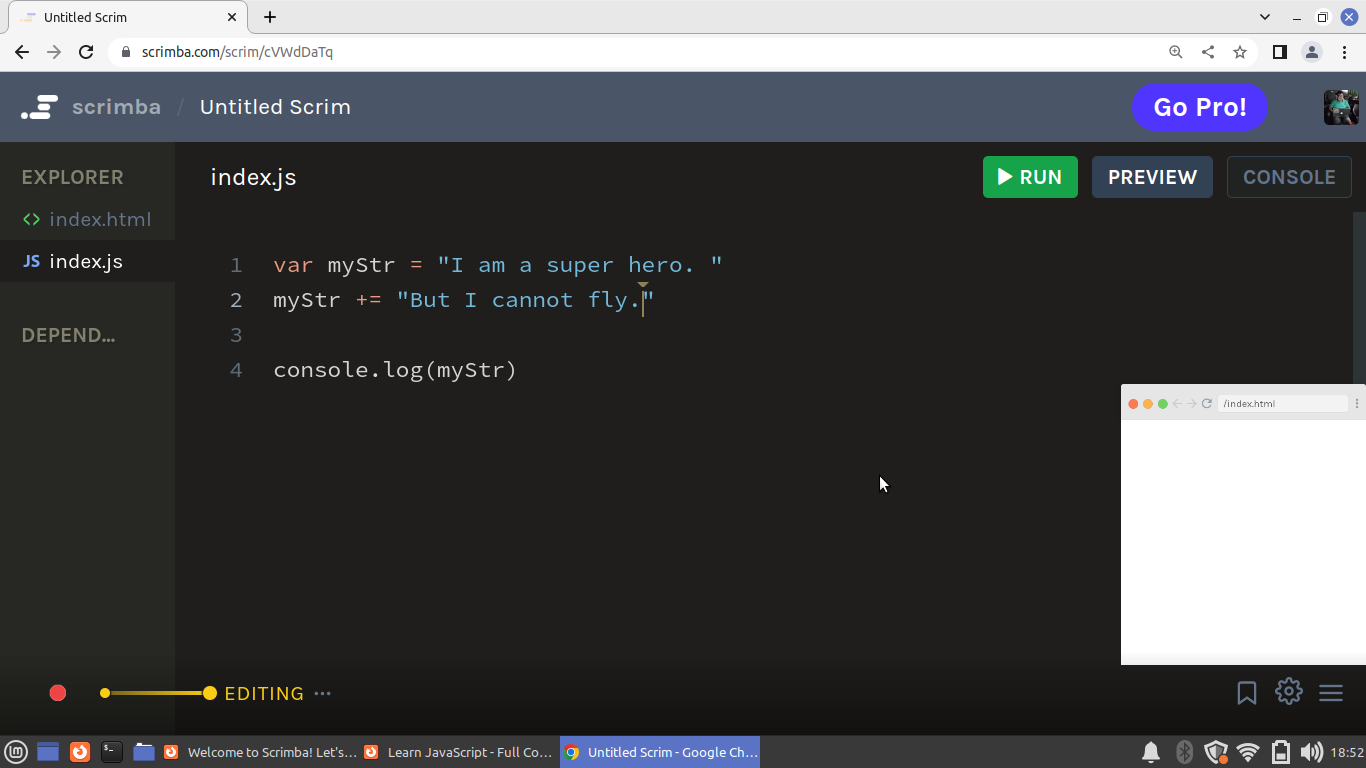 Untitled Scrim
scrimba.com/scrim/cVWdDaTq
scrimba / Untitled Scrim
Go Pro!
EXPLORER
index.html
JS index.js
DEPEND...
index.js
RUN
PREVIEW
CONSOLE
1 var myStr = "I am a super hero. "
2 myStr += "But I cannot fly."
3
4 console.log(myStr)
/index.html
EDITING ...
Welcome to Scrimba! Let's...
Learn JavaScript - Full Co...
Untitled Scrim - Google Ch...
18:52